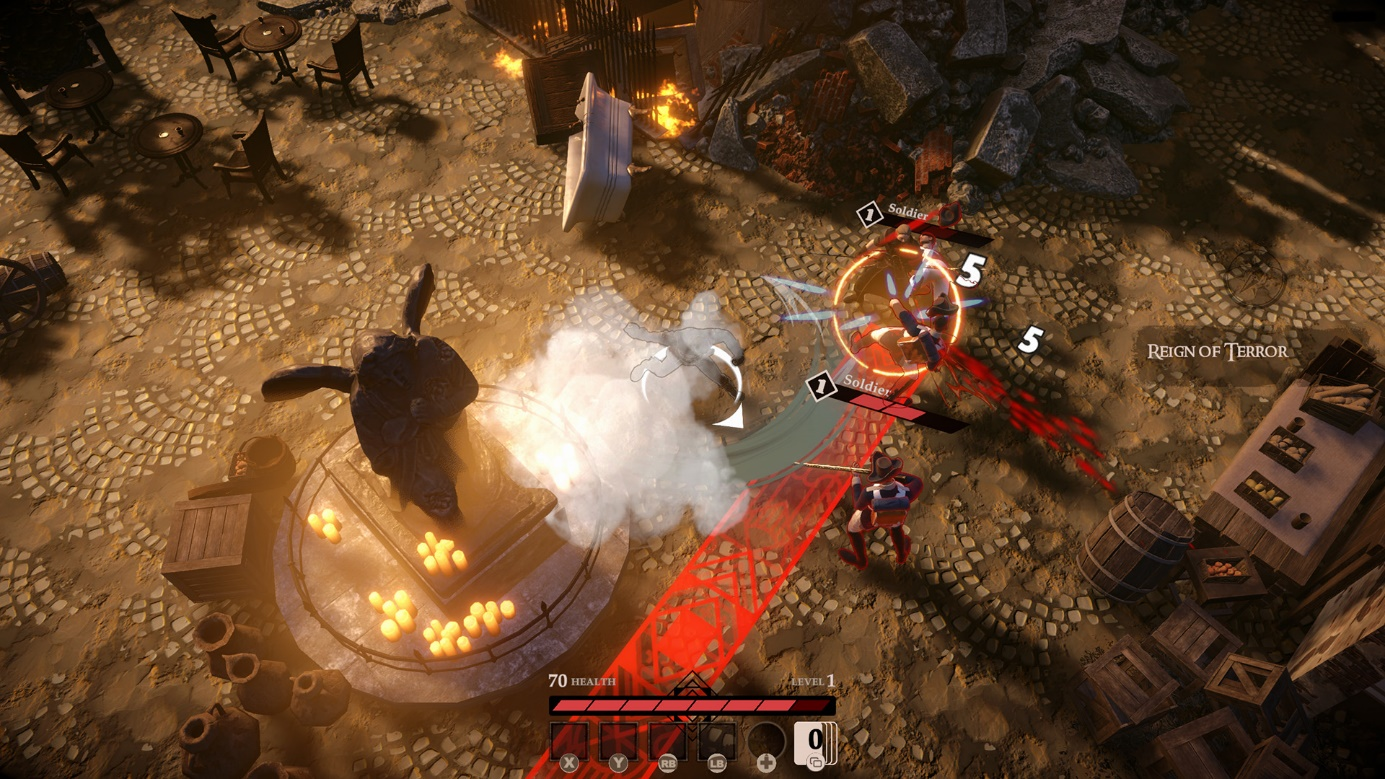 1 Soldier
5
5
REIGN OF TERROR
1 Soldier
70 HEALTH
LEVEL 1
0
X
Y
RB
LB